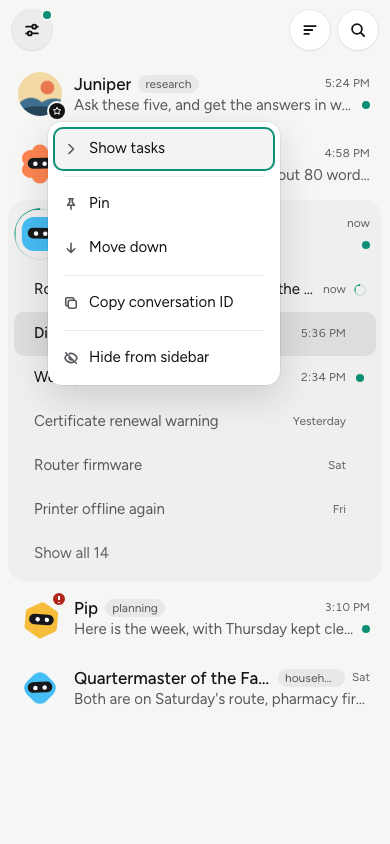 Juniper research 5:24 PM
Ask these five, and get the answers in w…
4:58 PM
out 80 word…
Show tasks
Pin
now
Move down
the … now
Copy conversation ID
5:36 PM
Hide from sidebar
2:34 PM
Certificate renewal warning Yesterday
Router firmware Sat
Printer offline again Fri
Show all 14
Pip planning 3:10 PM
Here is the week, with Thursday kept cle…
Quartermaster of the Fa… househ… Sat
Both are on Saturday's route, pharmacy fir…